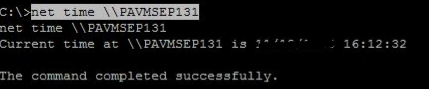 C:\>net time \\PAVMSEP131
net time \\PAVMSEP131
Current time at \\PAVMSEP131 is 16:12:32
The command completed successfully.